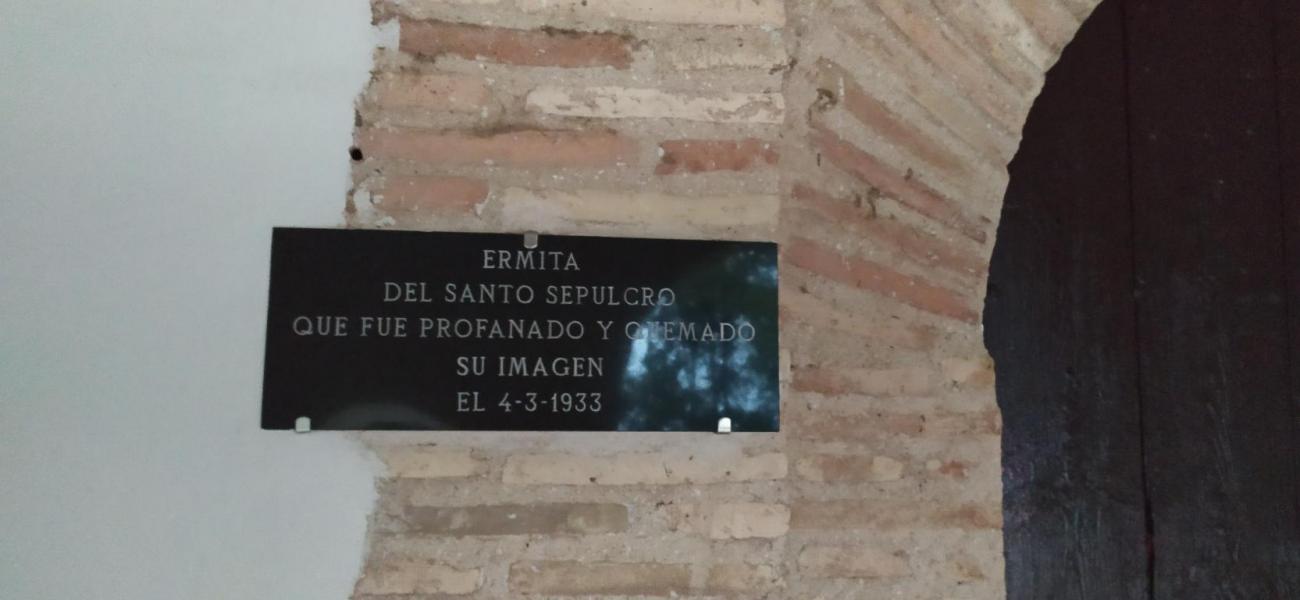 ERMITA
DEL SANTO SEPULCRO
QUE FUE PROFANADO Y QUEMADO
SU IMAGEN
EL 4-3-1933